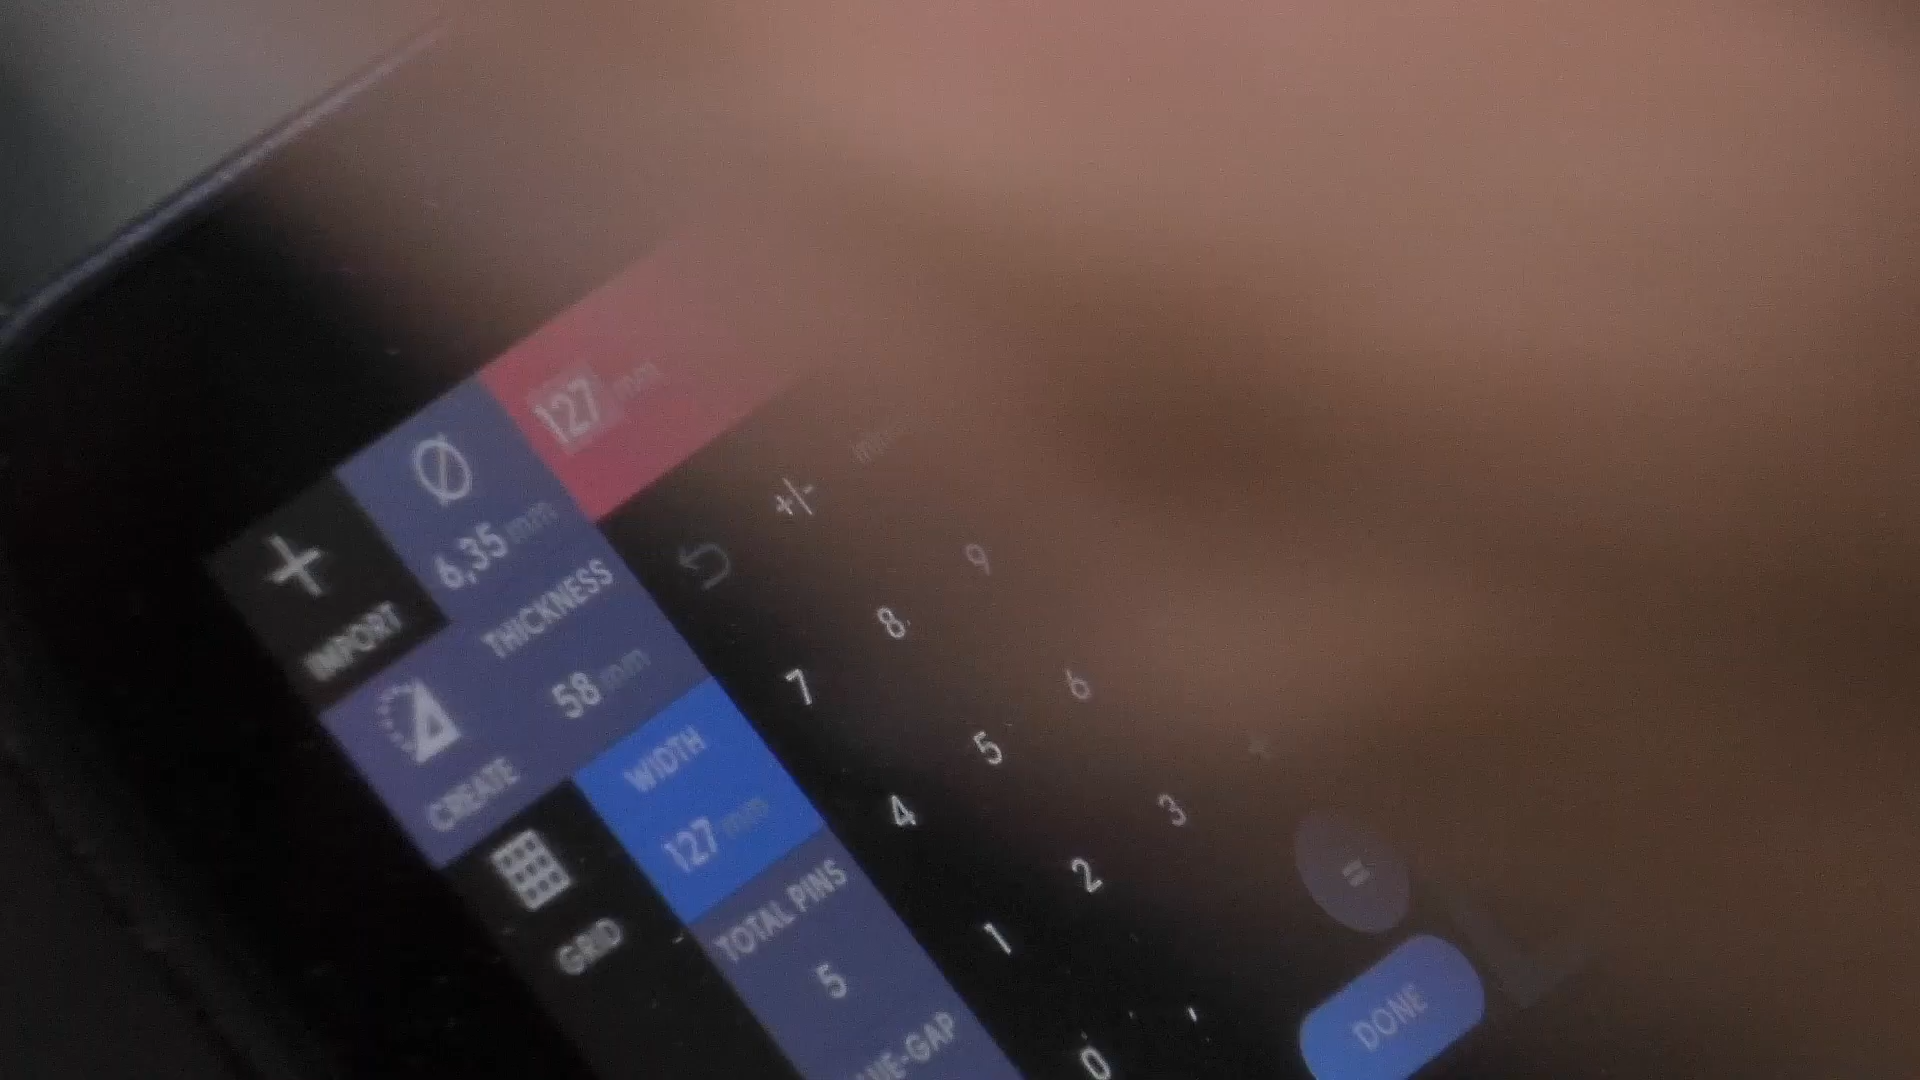 127 mm
6,35 mm
THICKNESS
58 mm
WIDTH
127 mm
TOTAL PINS
5
IMPORT
CREATE
GRID
+/-
7 8 9
4 5 6
1 2 3
0
=
DONE